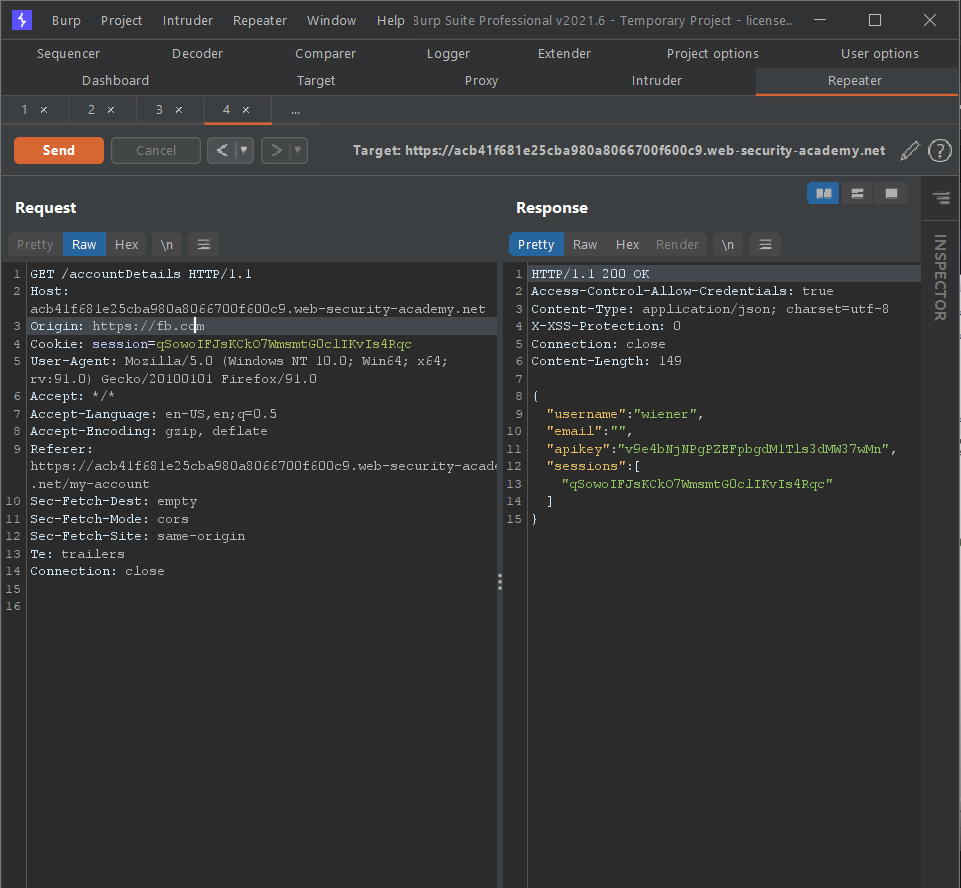 Burp Project Intruder Repeater Window Help Burp Suite Professional v2021.6 - Temporary Project - license..
Sequencer Decoder Comparer Logger Extender Project options User options
Dashboard Target Proxy Intruder Repeater
1 × 2 × 3 × 4 × ...
Send Cancel < > Target: https://acb41f681e25cba980a8066700f600c9.web-security-academy.net ?
Request
Pretty Raw Hex \n
1 GET /accountDetails HTTP/1.1
2 Host:
acb41f681e25cba980a8066700f600c9.web-security-academy.net
3 Origin: https://fb.com
4 Cookie: session=qSowoIFJsKCkO7WmsmtG0clIKvIs4Rqc
5 User-Agent: Mozilla/5.0 (Windows NT 10.0; Win64; x64;
rv:91.0) Gecko/20100101 Firefox/91.0
6 Accept: */*
7 Accept-Language: en-US,en;q=0.5
8 Accept-Encoding: gzip, deflate
9 Referer:
https://acb41f681e25cba980a8066700f600c9.web-security-acade
.net/my-account
10 Sec-Fetch-Dest: empty
11 Sec-Fetch-Mode: cors
12 Sec-Fetch-Site: same-origin
13 Te: trailers
14 Connection: close
15
16
Response
Pretty Raw Hex Render \n
1 HTTP/1.1 200 OK
2 Access-Control-Allow-Credentials: true
3 Content-Type: application/json; charset=utf-8
4 X-XSS-Protection: 0
5 Connection: close
6 Content-Length: 149
7
8 {
9 "username":"wiener",
10 "email":"",
11 "apikey":"v9e4bNjNPgPZEFpbgdM1Tls3dMW37wMn",
12 "sessions":[
13 "qSowoIFJsKCkO7WmsmtG0clIKvIs4Rqc"
14 ]
15 }
INSPECTOR